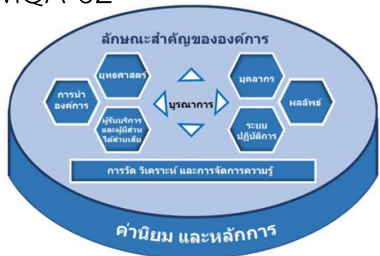 ลักษณะสำคัญขององค์การ
ยุทธศาสตร์
บุคลากร
การนำ
องค์การ
บูรณาการ
ผลลัพธ์
ผู้รับบริการ
และผู้มีส่วน
ได้ส่วนเสีย
ระบบ
ปฏิบัติการ
การวัด วิเคราะห์ และการจัดการความรู้
ค่านิยม และหลักการ